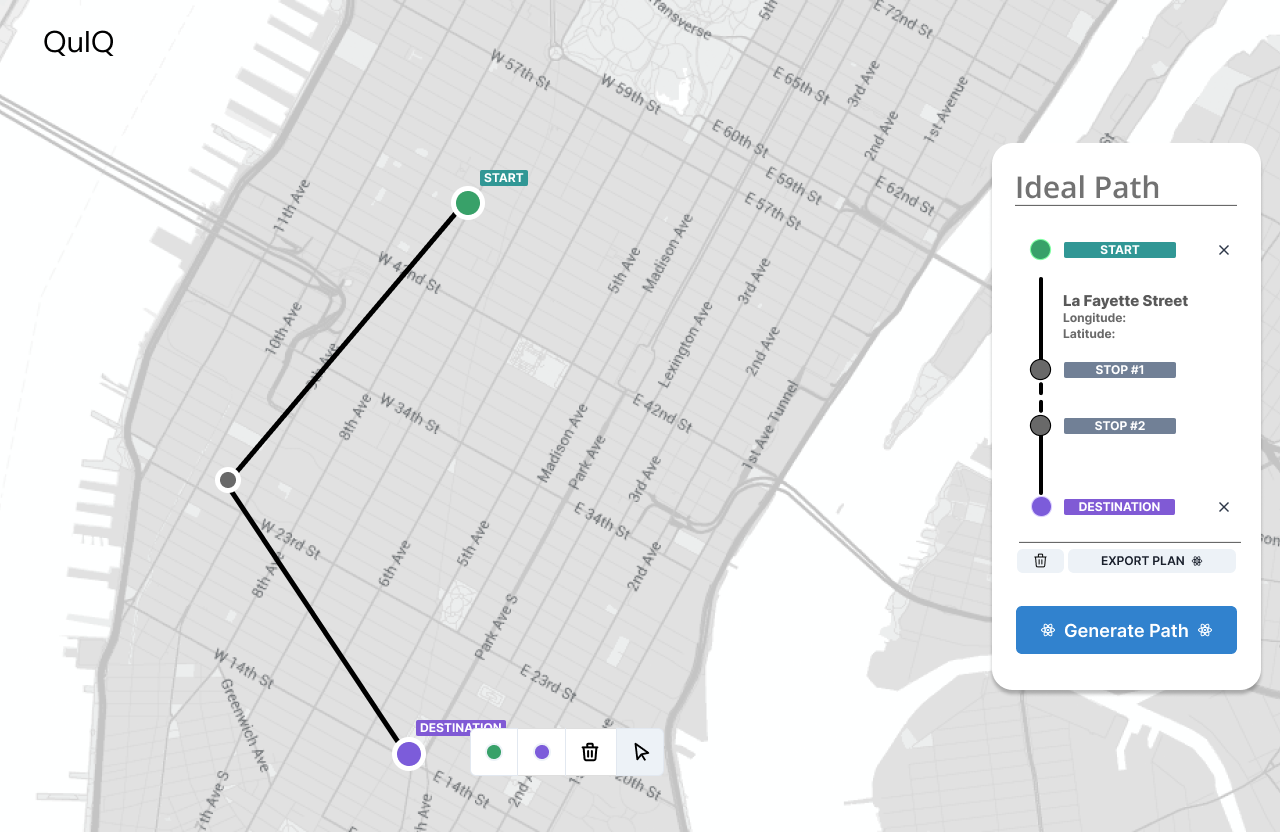 QuIQ
Transverse
5th
E 72nd St
W 57th St
W 59th St
E 65th St
3rd Ave
1st Avenue
2nd Ave
E 60th St
St
E 59th St
E 62nd St
E 57th St
START
11th Ave
W 42nd St
5th Ave
Madison Ave
3rd Ave
10th Ave
9th Ave
Lexington Ave
2nd Ave
8th Ave
W 34th St
E 42nd St
1st Ave Tunnel
Madison Ave
Park Ave
3rd Ave
W 23rd St
E 34th St
8th Ave
6th Ave
5th Ave
2nd Ave
Park Ave S
W 14th St
E 23rd St
Greenwich Ave
DESTINATION
E 14th St
2nd
20th St
7th Ave S
Ideal Path
START
La Fayette Street
Longitude:
Latitude:
STOP #1
STOP #2
DESTINATION
EXPORT PLAN
Generate Path